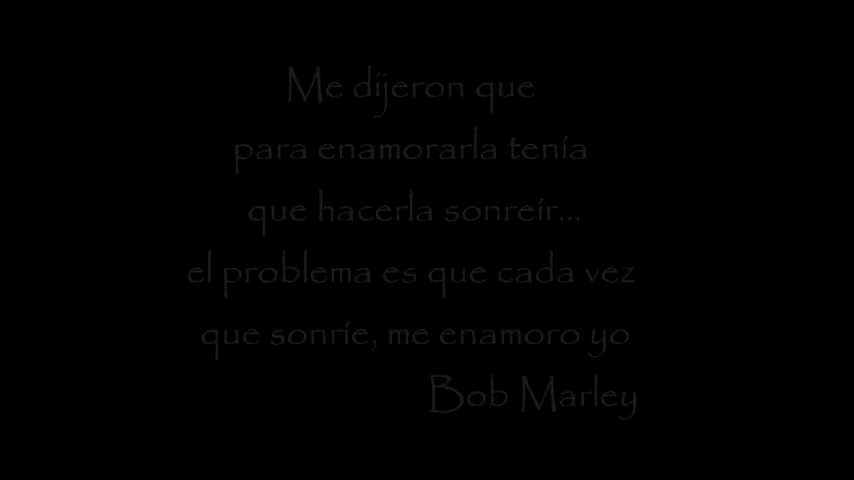 Me dijeron que
para enamorarla tenía
que hacerla sonreír...
el problema es que cada vez
que sonríe, me enamoro yo
Bob Marley